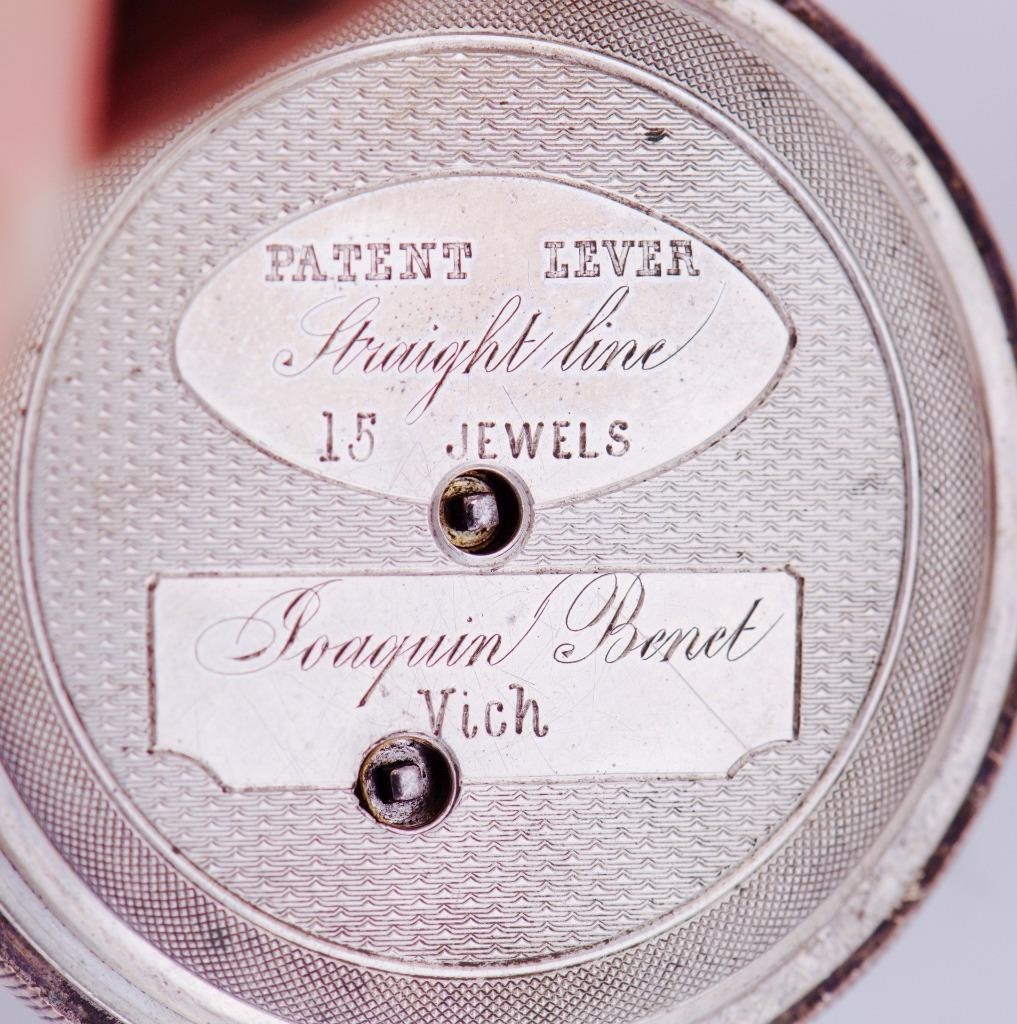 PATENT LEVER
Straight line
15 JEWELS
Joaquin Benet
Vich